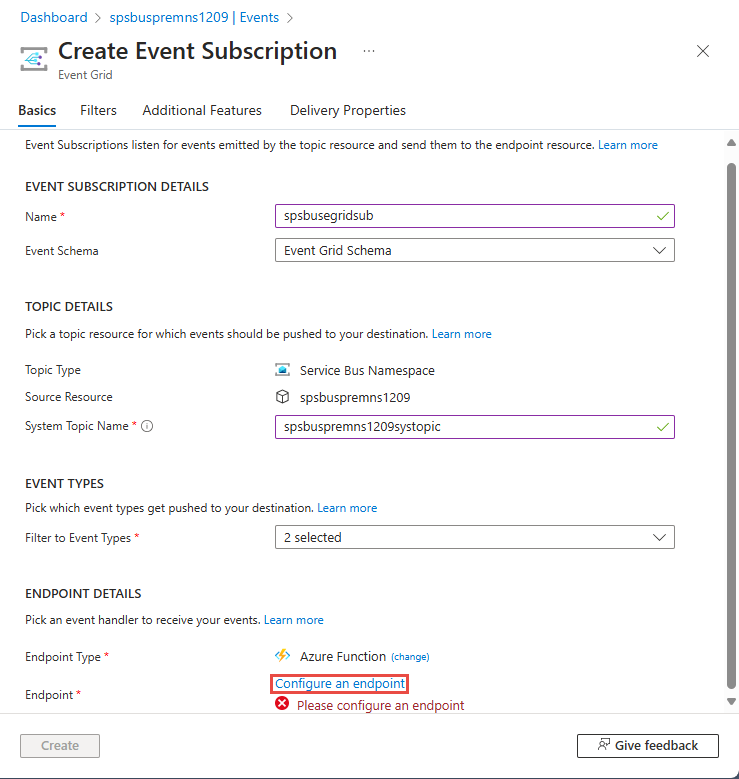 Dashboard > spsbuspremns1209 | Events >
Create Event Subscription ...
Event Grid
Basics Filters Additional Features Delivery Properties
Event Subscriptions listen for events emitted by the topic resource and send them to the endpoint resource. Learn more
EVENT SUBSCRIPTION DETAILS
Name * spsbusegridsub
Event Schema Event Grid Schema
TOPIC DETAILS
Pick a topic resource for which events should be pushed to your destination. Learn more
Topic Type Service Bus Namespace
Source Resource spsbuspremns1209
System Topic Name * spsbuspremns1209systopic
EVENT TYPES
Pick which event types get pushed to your destination. Learn more
Filter to Event Types * 2 selected
ENDPOINT DETAILS
Pick an event handler to receive your events. Learn more
Endpoint Type * Azure Function (change)
Configure an endpoint
Endpoint *
Please configure an endpoint
Create Give feedback